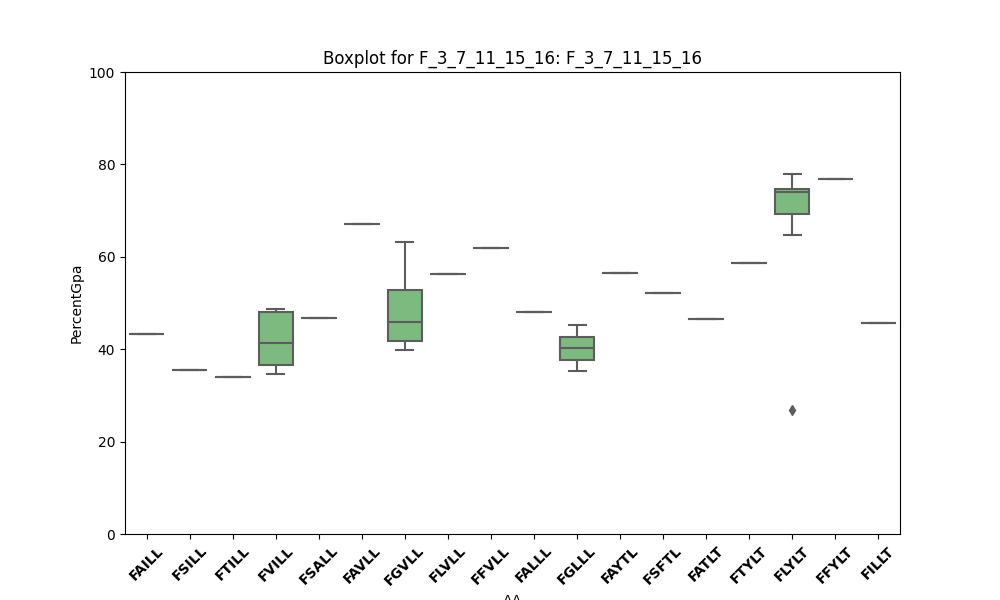 Boxplot for F_3_7_11_15_16: F_3_7_11_15_16
100
80
60
40
20
0
PercentGpa
FAILL
FSILL
FTILL
FVILL
FSALL
FAVLL
FGVLL
FLVLL
FFVLL
FALLL
FGLLL
FAYTL
FSFTL
FATLT
FTYLT
FLYLT
FFYLT
FILLT
AA